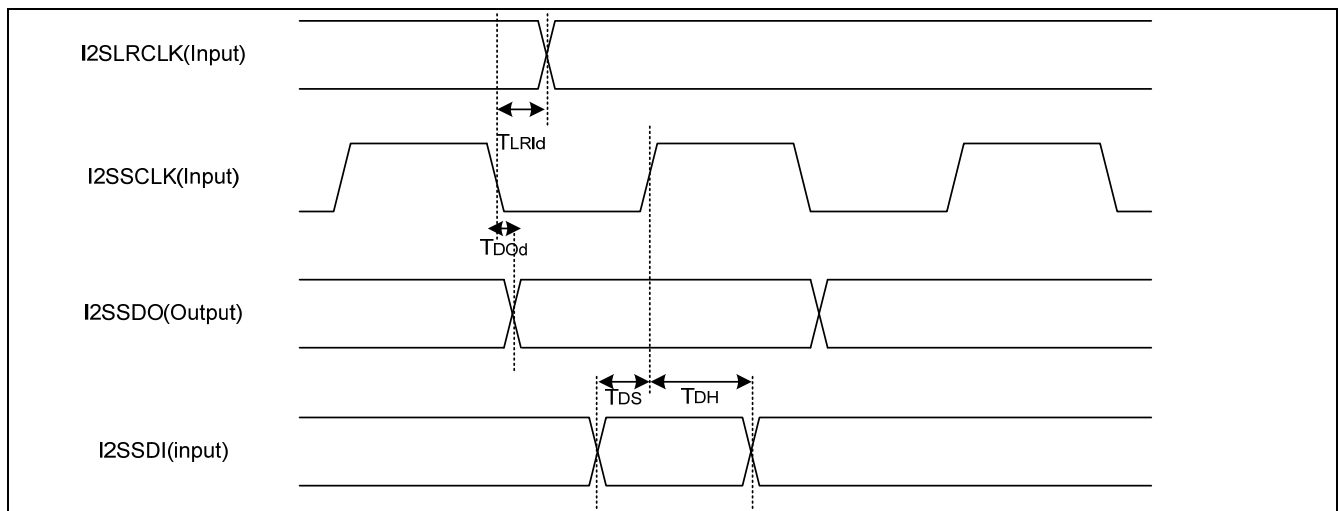 I2SLRCLK(Input)
TLRId
I2SSCLK(Input)
TDOd
I2SSDO(Output)
TDS
TDH
I2SSDI(input)